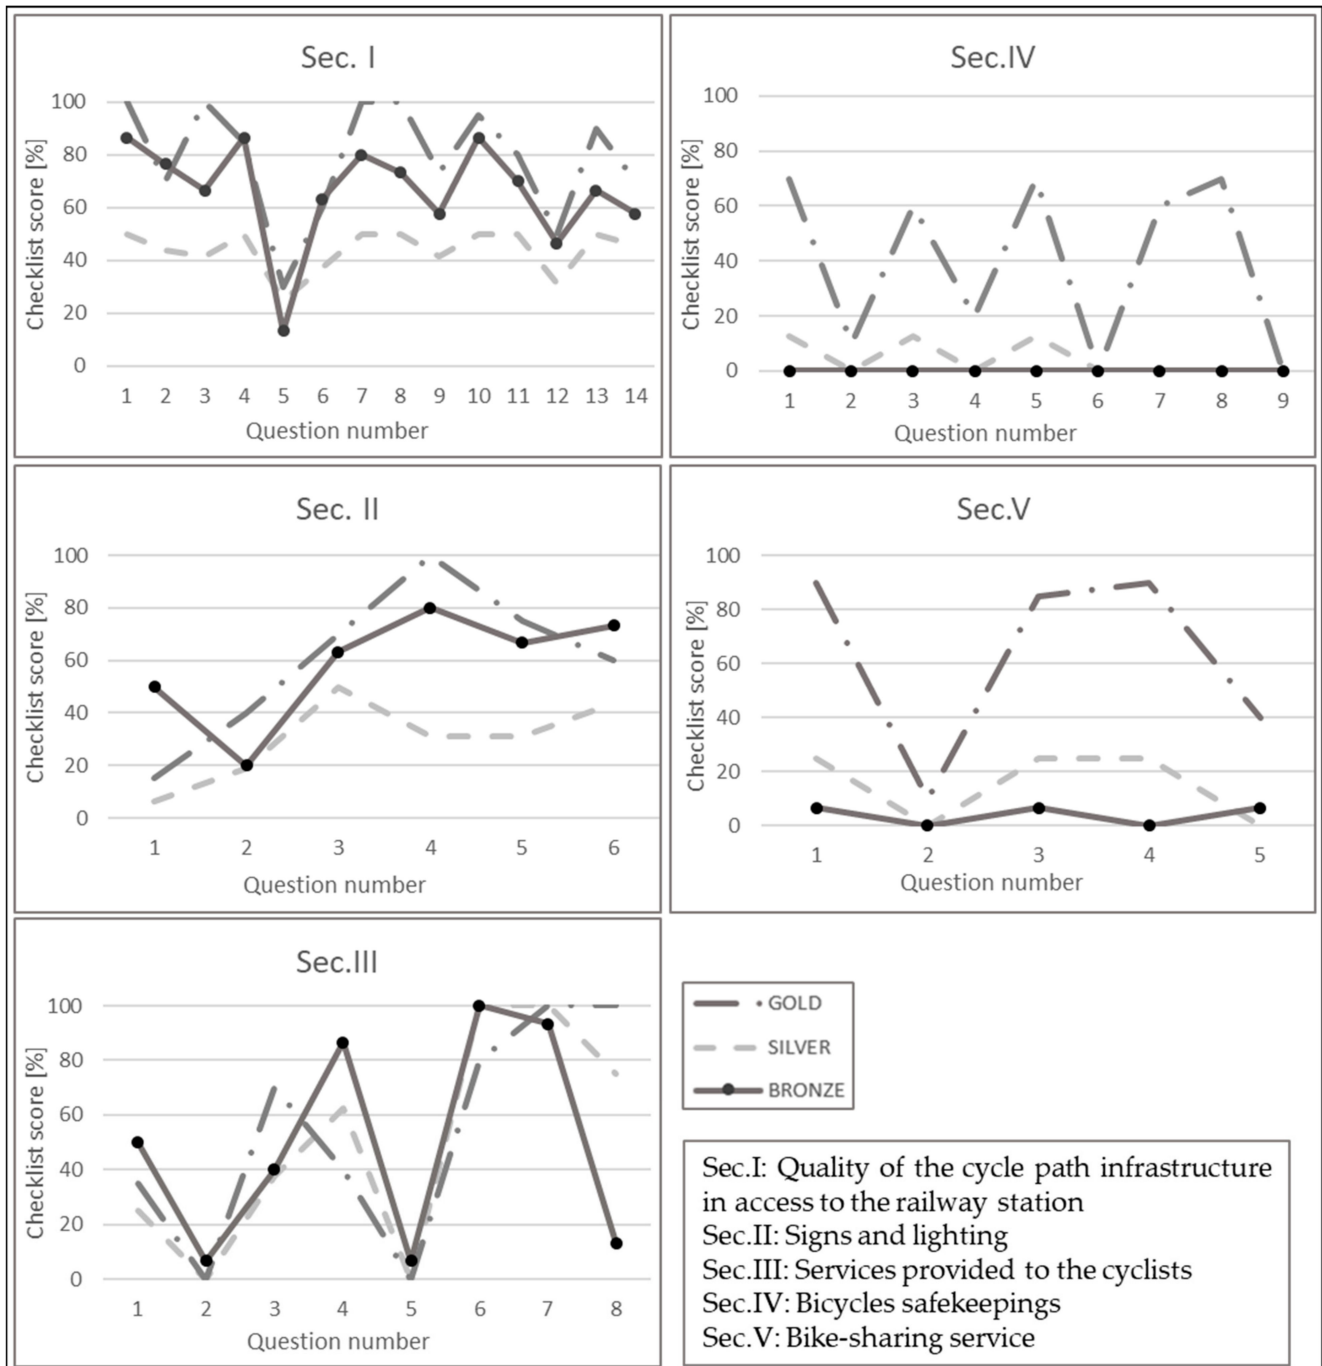 Sec. I
Checklist score [%]
100
80
60
40
20
0
1 2 3 4 5 6 7 8 9 10 11 12 13 14
Question number
Sec.IV
Checklist score [%]
100
80
60
40
20
0
1 2 3 4 5 6 7 8 9
Question number
Sec. II
Checklist score [%]
100
80
60
40
20
0
1 2 3 4 5 6
Question number
Sec.V
Checklist score [%]
100
80
60
40
20
0
1 2 3 4 5
Question number
Sec.III
Checklist score [%]
100
80
60
40
20
0
1 2 3 4 5 6 7 8
Question number
GOLD
SILVER
BRONZE
Sec.I: Quality of the cycle path infrastructure
in access to the railway station
Sec.II: Signs and lighting
Sec.III: Services provided to the cyclists
Sec.IV: Bicycles safekeepings
Sec.V: Bike-sharing service